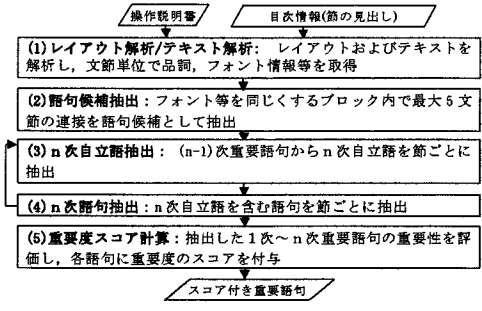 操作説明書
目次情報(節の見出し)
(1)レイアウト解析/テキスト解析： レイアウトおよびテキストを
解析し，文節単位で品詞，フォント情報等を取得
(2)語句候補抽出：フォント等を同じくするブロック内で最大5文
節の連接を語句候補として抽出
(3)n次自立語抽出： (n-1)次重要語句からn次自立語を節ごとに
抽出
(4)n次語句抽出：n次自立語を含む語句を節ごとに抽出
(5)重要度スコア計算：抽出した1次～n次重要語句の重要性を評
価し，各語句に重要度のスコアを付与
スコア付き重要語句